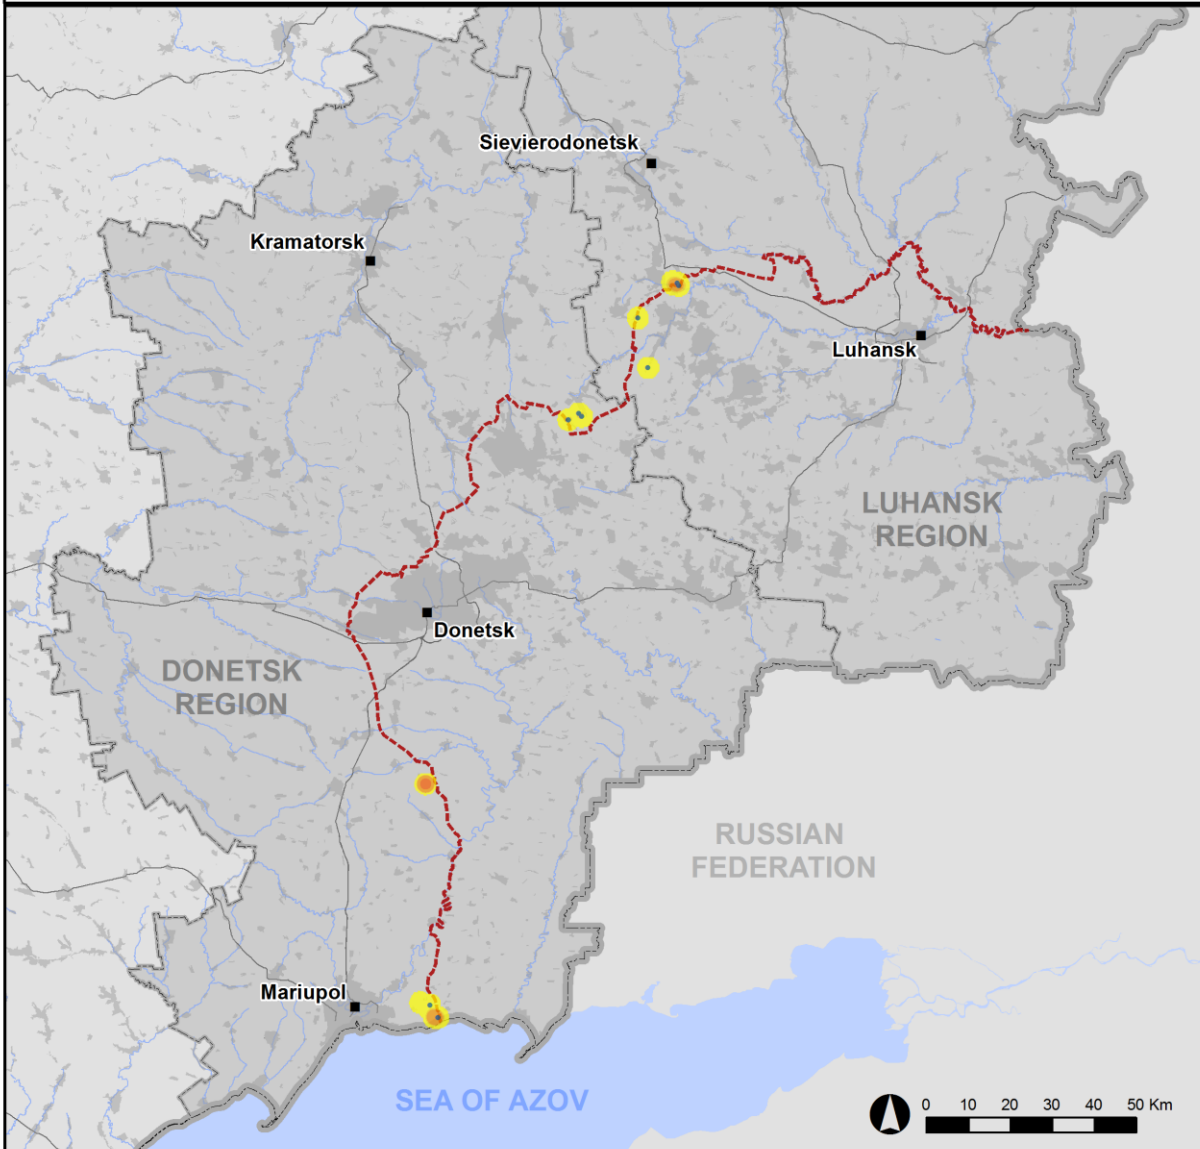 Sievierodonetsk
Kramatorsk
Luhansk
LUHANSK
REGION
Donetsk
DONETSK
REGION
RUSSIAN
FEDERATION
Mariupol
SEA OF AZOV
0 10 20 30 40 50 Km